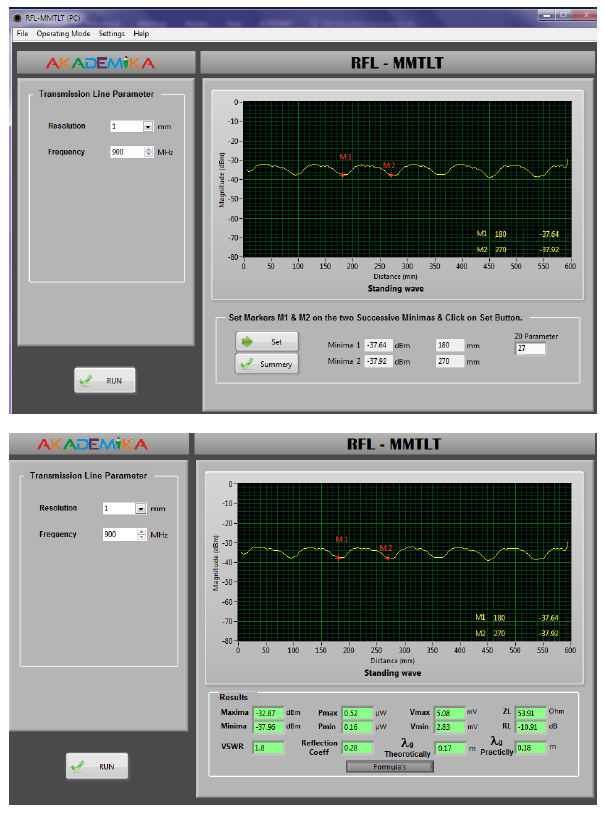 RFL-MMTLT (PC)
File Operating Mode Settings Help
AKADEMIKA
RFL - MMTLT
Transmission Line Parameter
Resolution 1 mm
Frequency 900 MHz
RUN
Magnitude (dBm)
0-
-10-
-20-
-30-
-40-
-50-
-60-
-70-
-80-
M1
M2
M1 180 -37.64
M2 270 -37.92
0 50 100 150 200 250 300 350 400 450 500 550 600
Distance (mm)
Standing wave
Set Markers M1 & M2 on the two Successive Minimas & Click on Set Button.
Set
Summery
Minima 1 -37.64 dBm 180 mm
Minima 2 -37.92 dBm 270 mm
Z0 Parameter
27
AKADEMIKA
RFL - MMTLT
Transmission Line Parameter
Resolution 1 mm
Frequency 900 MHz
RUN
Magnitude (dBm)
0-
-10-
-20-
-30-
-40-
-50-
-60-
-70-
-80-
M1
M2
M1 180 -37.64
M2 270 -37.92
0 50 100 150 200 250 300 350 400 450 500 550 600
Distance (mm)
Standing wave
Results
Maxima -32.87 dBm Pmax 0.52 μW Vmax 5.08 mV ZL 53.91 Ohm
Minima -37.96 dBm Pmin 0.16 μW Vmin 2.83 mV RL -10.91 dB
VSWR 1.8 Reflection Coeff 0.28 λg Theorotically 0.17 m λg Practicly 0.18 m
Formula's